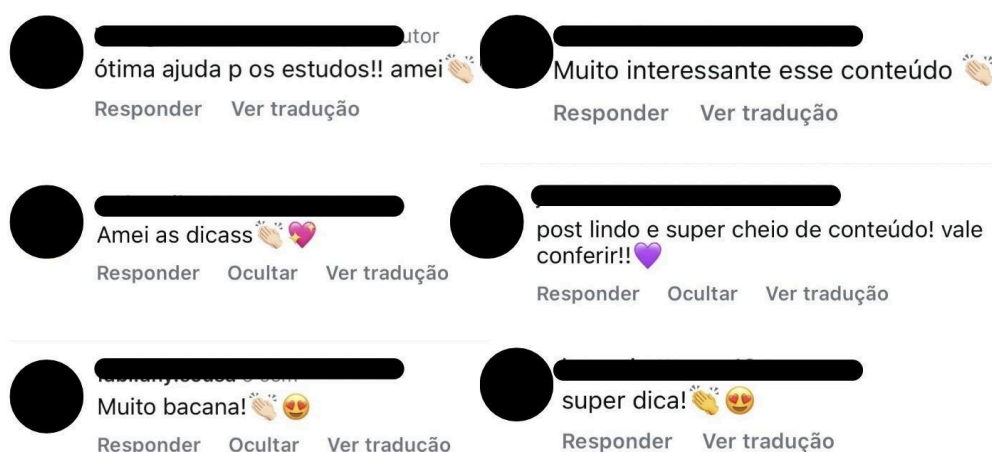 utor
ótima ajuda p os estudos!! amei👏🏻
Responder Ver tradução
Muito interessante esse conteúdo 👏🏻
Responder Ver tradução
Amei as dicass👏🏻💖
Responder Ocultar Ver tradução
post lindo e super cheio de conteúdo! vale
conferir!!💜
Responder Ocultar Ver tradução
Muito bacana!👏🏻😍
Responder Ocultar Ver tradução
super dica!👏😍
Responder Ver tradução